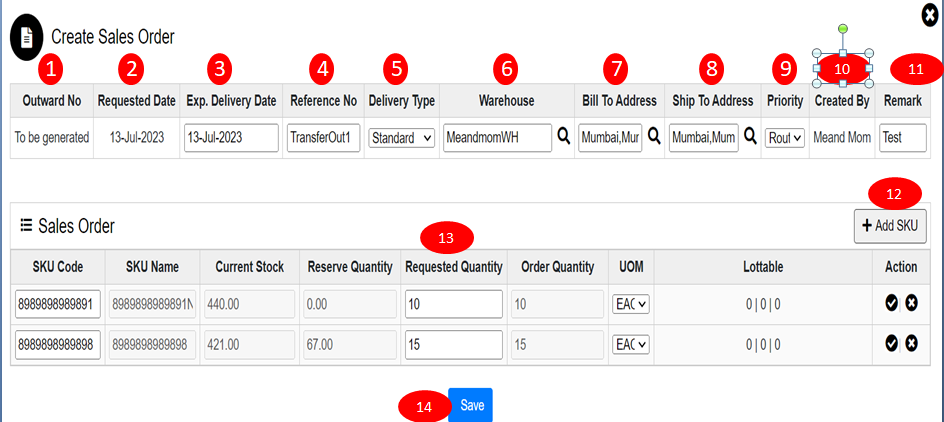 Create Sales Order
1 2 3 4 5 6 7 8 9 10 11
Outward No Requested Date Exp. Delivery Date Reference No Delivery Type Warehouse Bill To Address Ship To Address Priority Created By Remark
To be generated 13-Jul-2023 13-Jul-2023 TransferOut1 Standard MeandmomWH Mumbai,Mur Mumbai,Mum Rout Meand Mom Test
12
Sales Order + Add SKU
13
SKU Code SKU Name Current Stock Reserve Quantity Requested Quantity Order Quantity UOM Lottable Action
8989898989891 8989898989891N 440.00 0.00 10 10 EAC 0 | 0 | 0
8989898989898 8989898989898 421.00 67.00 15 15 EAC 0 | 0 | 0
14 Save